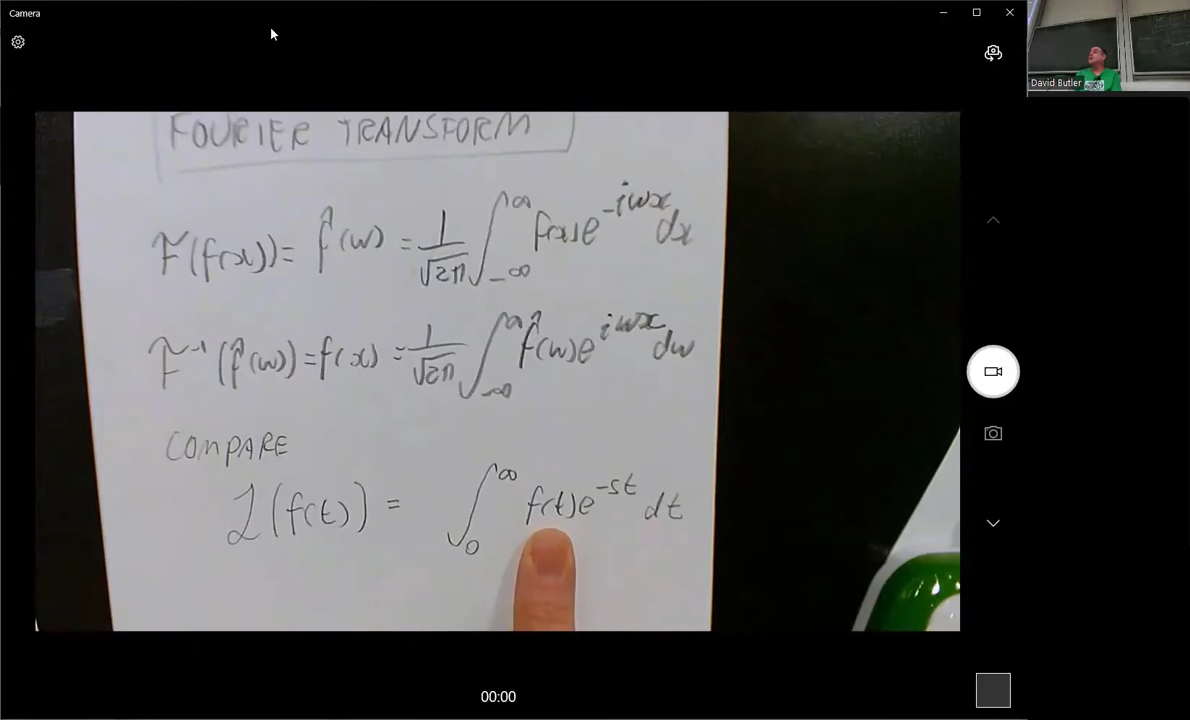 Camera
David Butler
FOURIER TRANSFORM
F(f(x)) = f̂(w) = 1/√2π ∫_{-∞}^{∞} f(x)e^{-iwx} dx
F⁻¹(f̂(w)) = f(x) = 1/√2π ∫_{-∞}^{∞} f̂(w)e^{iwx} dw
COMPARE
ℒ(f(t)) = ∫_0^∞ f(t)e^{-st} dt
00:00